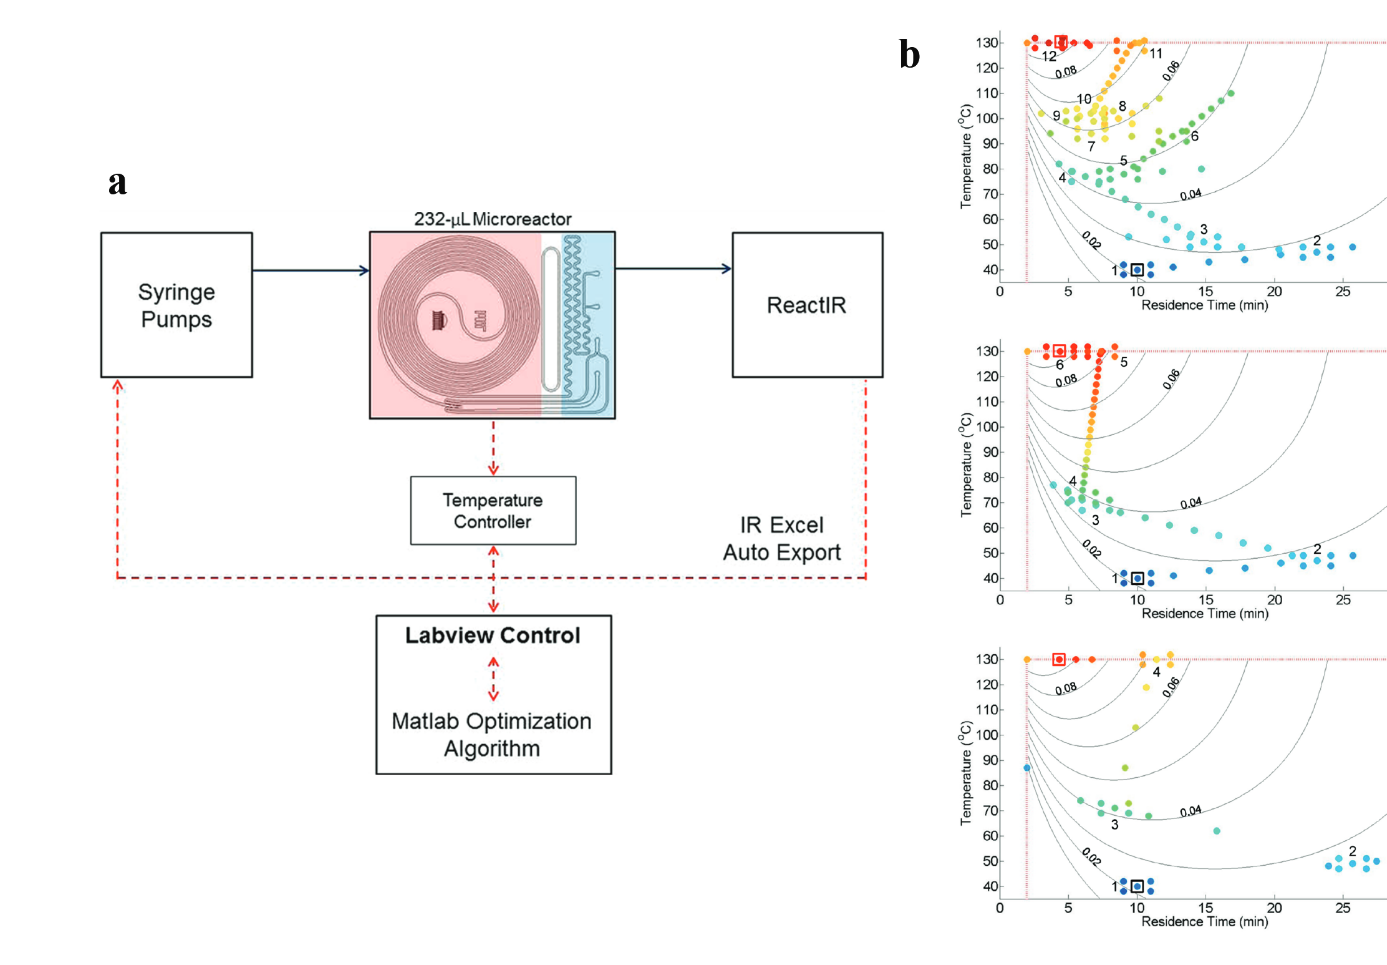 a
232-µL Microreactor
Syringe
Pumps
ReactIR
Temperature
Controller
IR Excel
Auto Export
Labview Control
Matlab Optimization
Algorithm
b
Temperature (°C)
130
120
110
100
90
80
70
60
50
40
0 5 10 15 20 25
Residence Time (min)
12
0.08
11
0.06
10
9
8
7
6
5
4
0.04
3
2
0.02
1
Temperature (°C)
130
120
110
100
90
80
70
60
50
40
0 5 10 15 20 25
Residence Time (min)
6
5
0.08
0.06
4
0.04
3
2
0.02
1
Temperature (°C)
130
120
110
100
90
80
70
60
50
40
0 5 10 15 20 25
Residence Time (min)
4
0.08
0.06
0.04
3
2
0.02
1